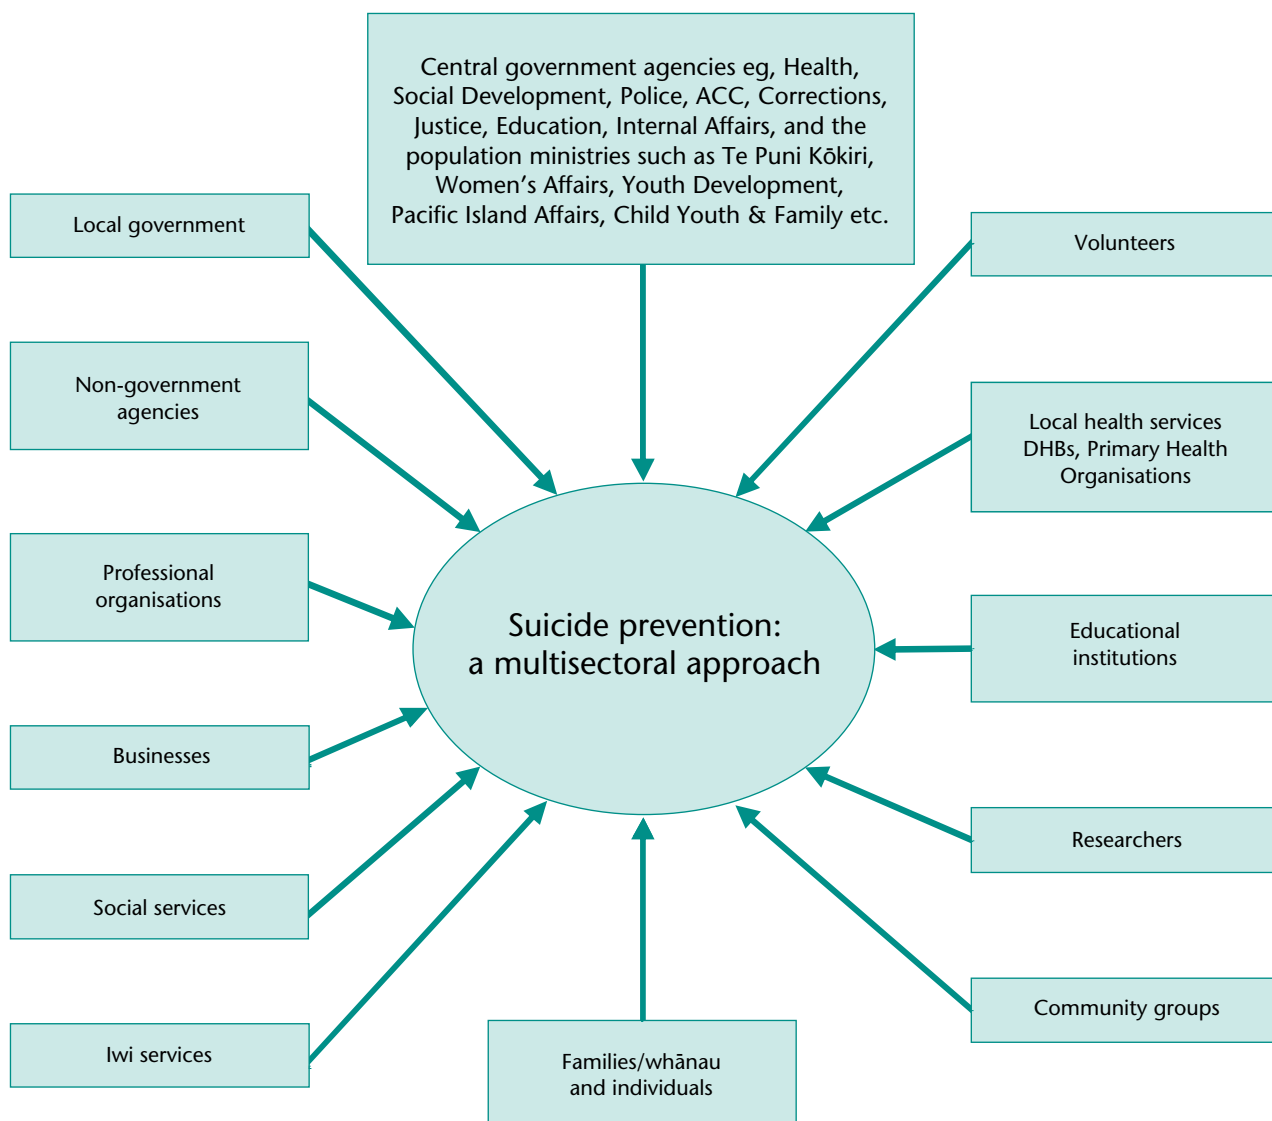 Central government agencies eg, Health,
Social Development, Police, ACC, Corrections,
Justice, Education, Internal Affairs, and the
population ministries such as Te Puni Kōkiri,
Women’s Affairs, Youth Development,
Pacific Island Affairs, Child Youth & Family etc.
Local government
Non-government
agencies
Professional
organisations
Businesses
Social services
Iwi services
Suicide prevention:
a multisectoral approach
Families/whānau
and individuals
Volunteers
Local health services
DHBs, Primary Health
Organisations
Educational
institutions
Researchers
Community groups